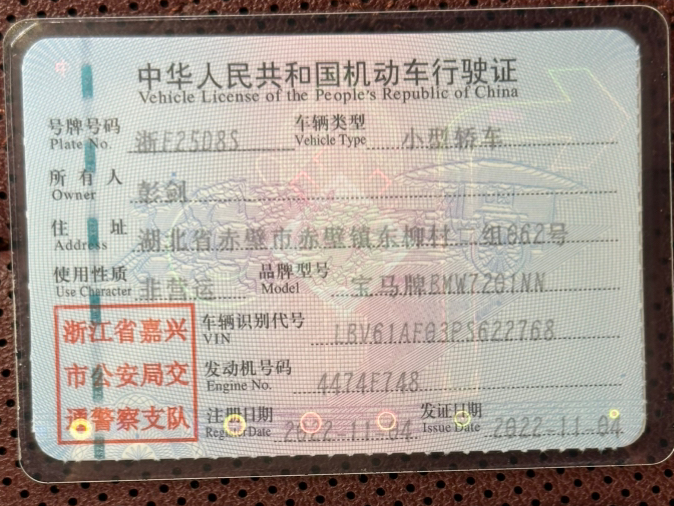 中华人民共和国机动车行驶证
Vehicle License of the People's Republic of China
号牌号码 浙F25D8S 车辆类型 小型轿车
Plate No. Vehicle Type
所有人 彭剑
Owner
住址 湖北省赤壁市赤壁镇东柳村二组062号
Address
使用性质 非营运 品牌型号 宝马牌BMW7201NN
Use Character Model
浙江省嘉兴
市公安局交
通警察支队
车辆识别代号 LBV61AF03PS622768
VIN
发动机号码 4474F748
Engine No.
注册日期 2022-11-04 发证日期 2022-11-04
Register Date Issue Date